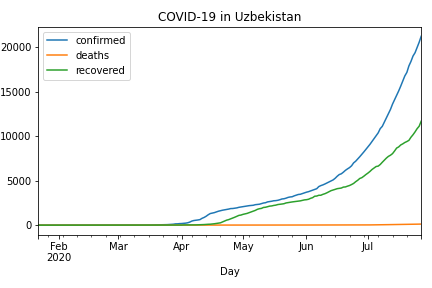 COVID-19 in Uzbekistan
confirmed
deaths
recovered
20000
15000
10000
5000
0
Feb Mar Apr May Jun Jul
2020
Day